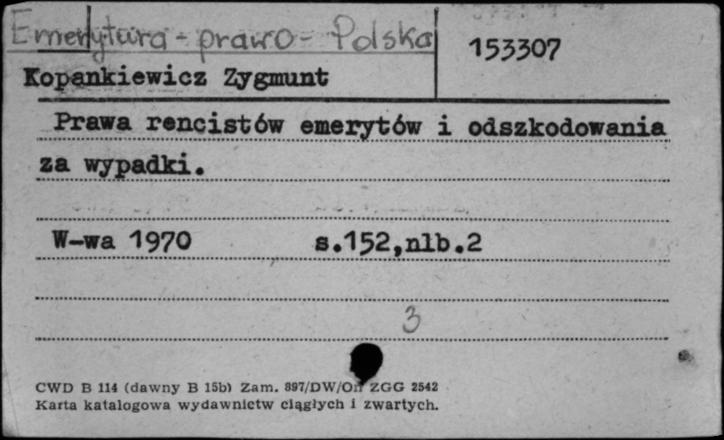 Emerytura - prawo - Polska
153307
Kopankiewicz Zygmunt
Prawa rencistów emerytów i odszkodowania
za wypadki.
W-wa 1970 s.152,nlb.2
3
CWD B 114 (dawny B 15b) Zam. 897/DW/On ZGG 2542
Karta katalogowa wydawnictw ciągłych i zwartych.